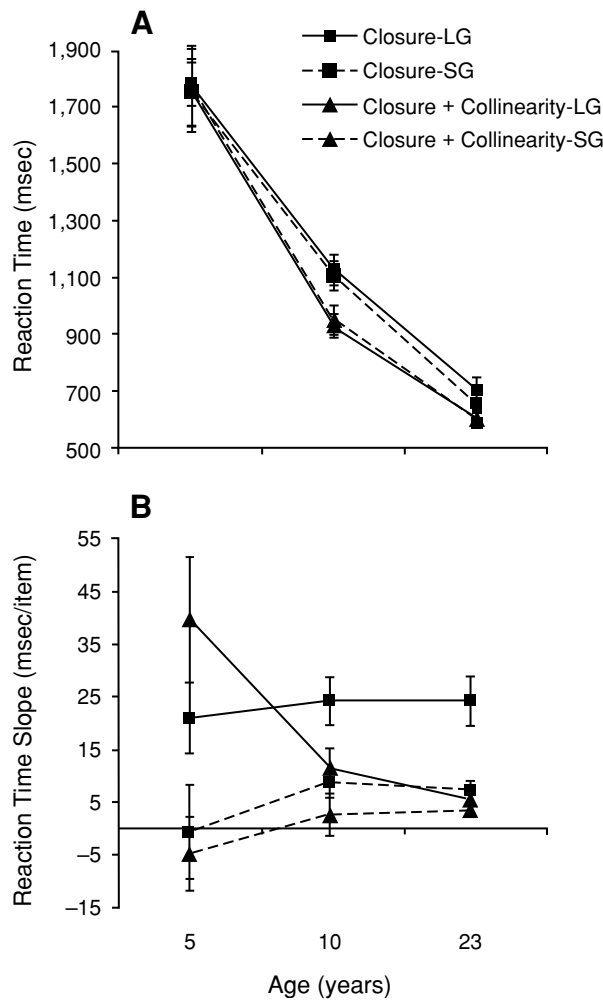 A
Closure-LG
Closure-SG
Closure + Collinearity-LG
Closure + Collinearity-SG
Reaction Time (msec)
1,900
1,700
1,500
1,300
1,100
900
700
500
B
Reaction Time Slope (msec/item)
55
45
35
25
15
5
–5
–15
5 10 23
Age (years)